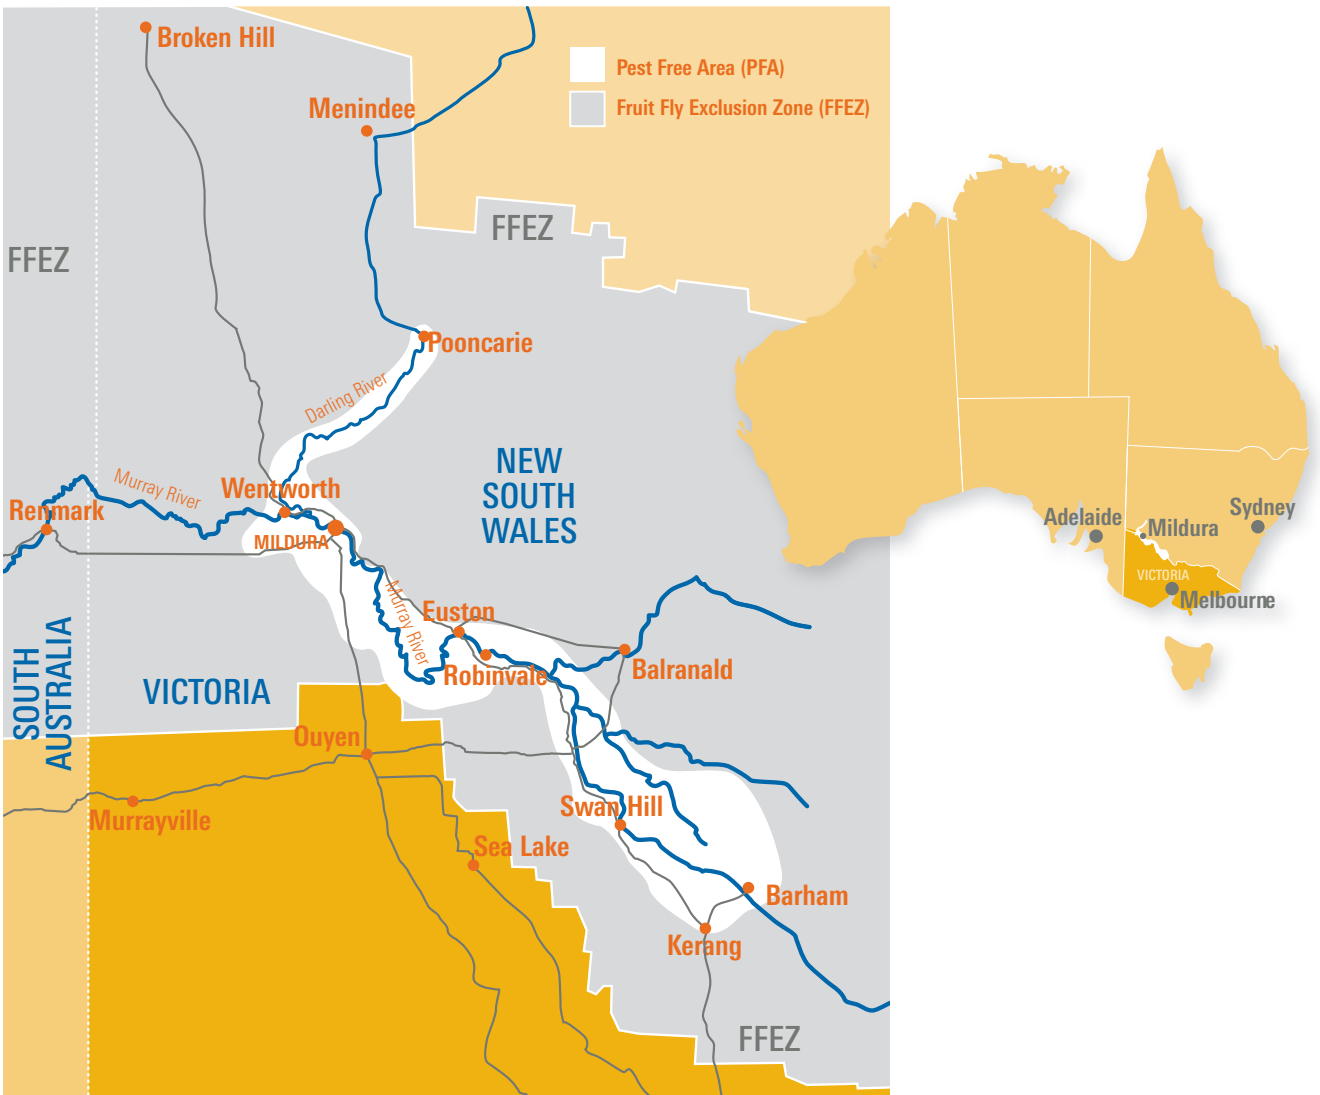 Broken Hill
Pest Free Area (PFA)
Menindee
Fruit Fly Exclusion Zone (FFEZ)
FFEZ
FFEZ
Pooncarie
Darling River
NEW
SOUTH
WALES
Murray River
Wentworth
Renmark
MILDURA
Murray River
Euston
Robinvale
Balranald
SOUTH
AUSTRALIA
VICTORIA
Ouyen
Murrayville
Swan Hill
Sea Lake
Barham
Kerang
FFEZ
Sydney
Adelaide
Mildura
VICTORIA
Melbourne